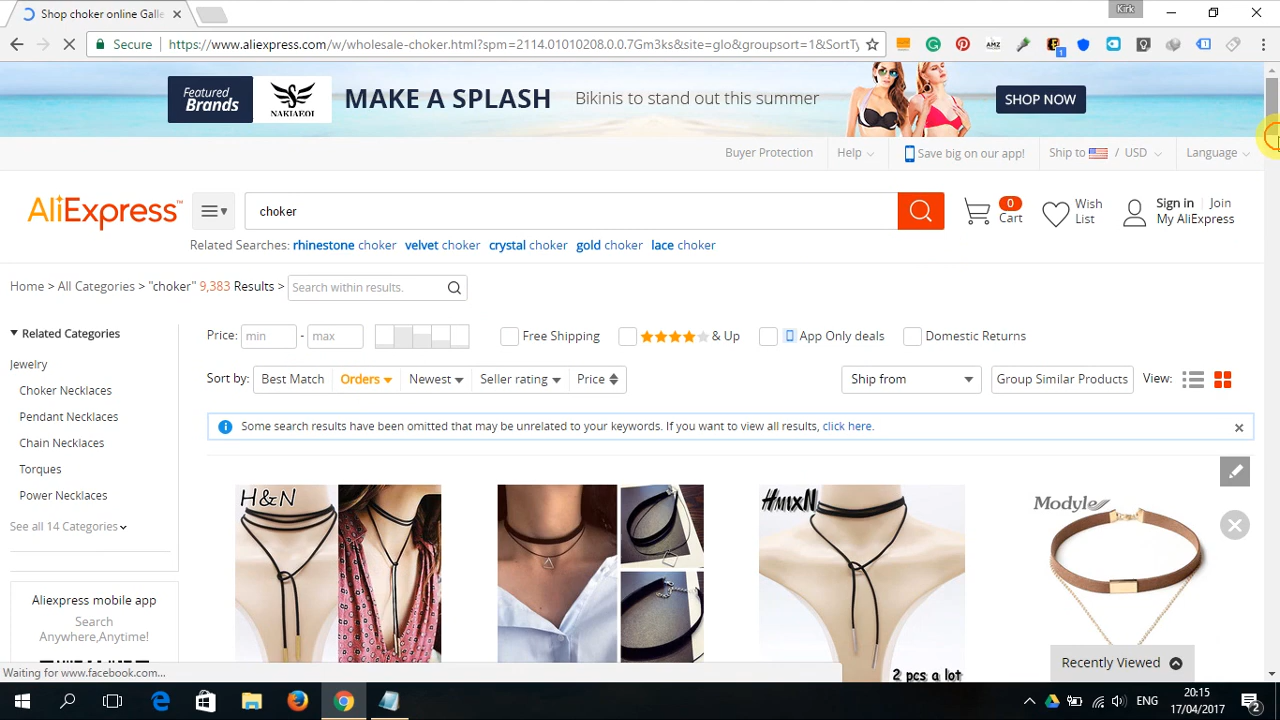 Shop choker online Galle
Kirk
Secure
https://www.aliexpress.com/w/wholesale-choker.html?spm=2114.01010208.0.0.7Gm3ks&site=glo&groupsort=1&SortTy
AMZ
1
Featured Brands
NAKIAEOI
MAKE A SPLASH
Bikinis to stand out this summer
SHOP NOW
Buyer Protection
Help
Save big on our app!
Ship to / USD
Language
AliExpress™
choker
0
Cart
Wish List
Sign in | Join
My AliExpress
Related Searches: rhinestone choker velvet choker crystal choker gold choker lace choker
Home > All Categories > "choker" 9,383 Results >
Search within results.
Related Categories
Jewelry
Choker Necklaces
Pendant Necklaces
Chain Necklaces
Torques
Power Necklaces
See all 14 Categories
Aliexpress mobile app
Search
Anywhere,Anytime!
Price: min - max
Free Shipping
& Up
App Only deals
Domestic Returns
Sort by: Best Match Orders Newest Seller rating Price
Ship from
Group Similar Products
View:
Some search results have been omitted that may be unrelated to your keywords. If you want to view all results, click here.
H&N
HMIXN
2 pcs a lot
Modyle
Recently Viewed
Waiting for www.facebook.com...
ENG
20:15
17/04/2017
2